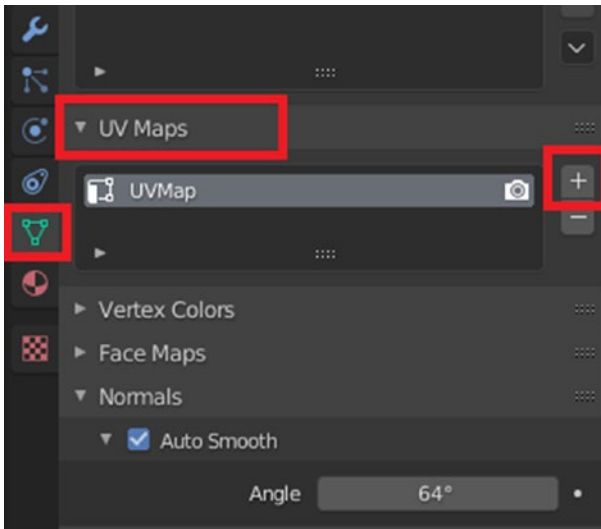 UV Maps
UVMap
Vertex Colors
Face Maps
Normals
Auto Smooth
Angle 64°